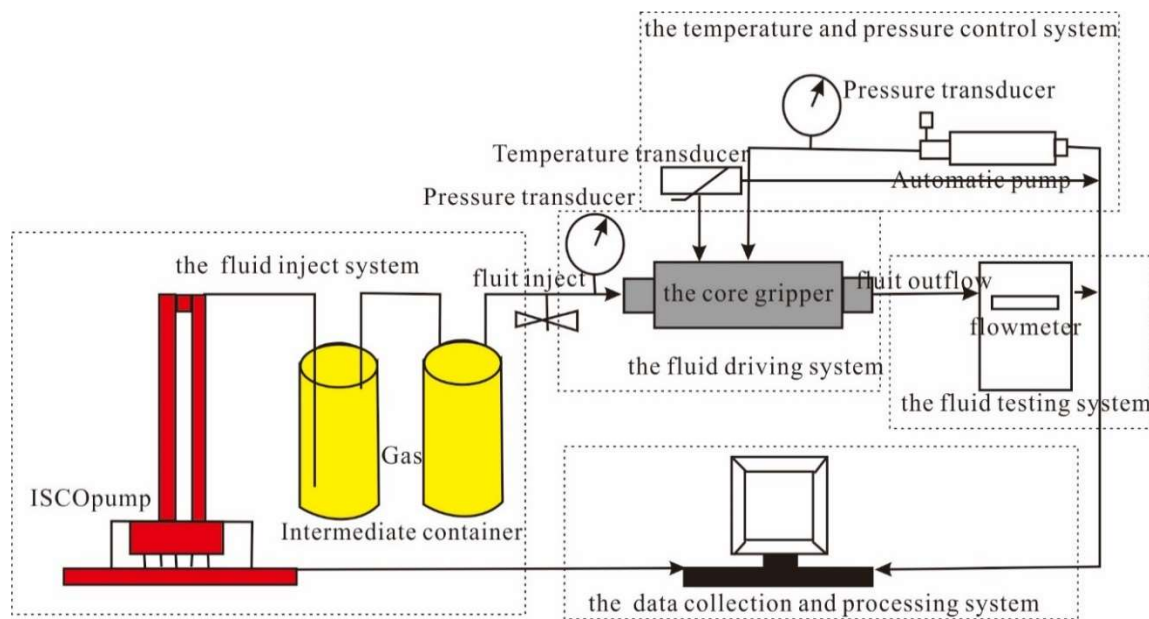 the temperature and pressure control system
Pressure transducer
Temperature transducer
Automatic pump
Pressure transducer
the fluid inject system
fluit inject
the core gripper
fluit outflow
flowmeter
the fluid driving system
the fluid testing system
Gas
ISCOpump
Intermediate container
the data collection and processing system